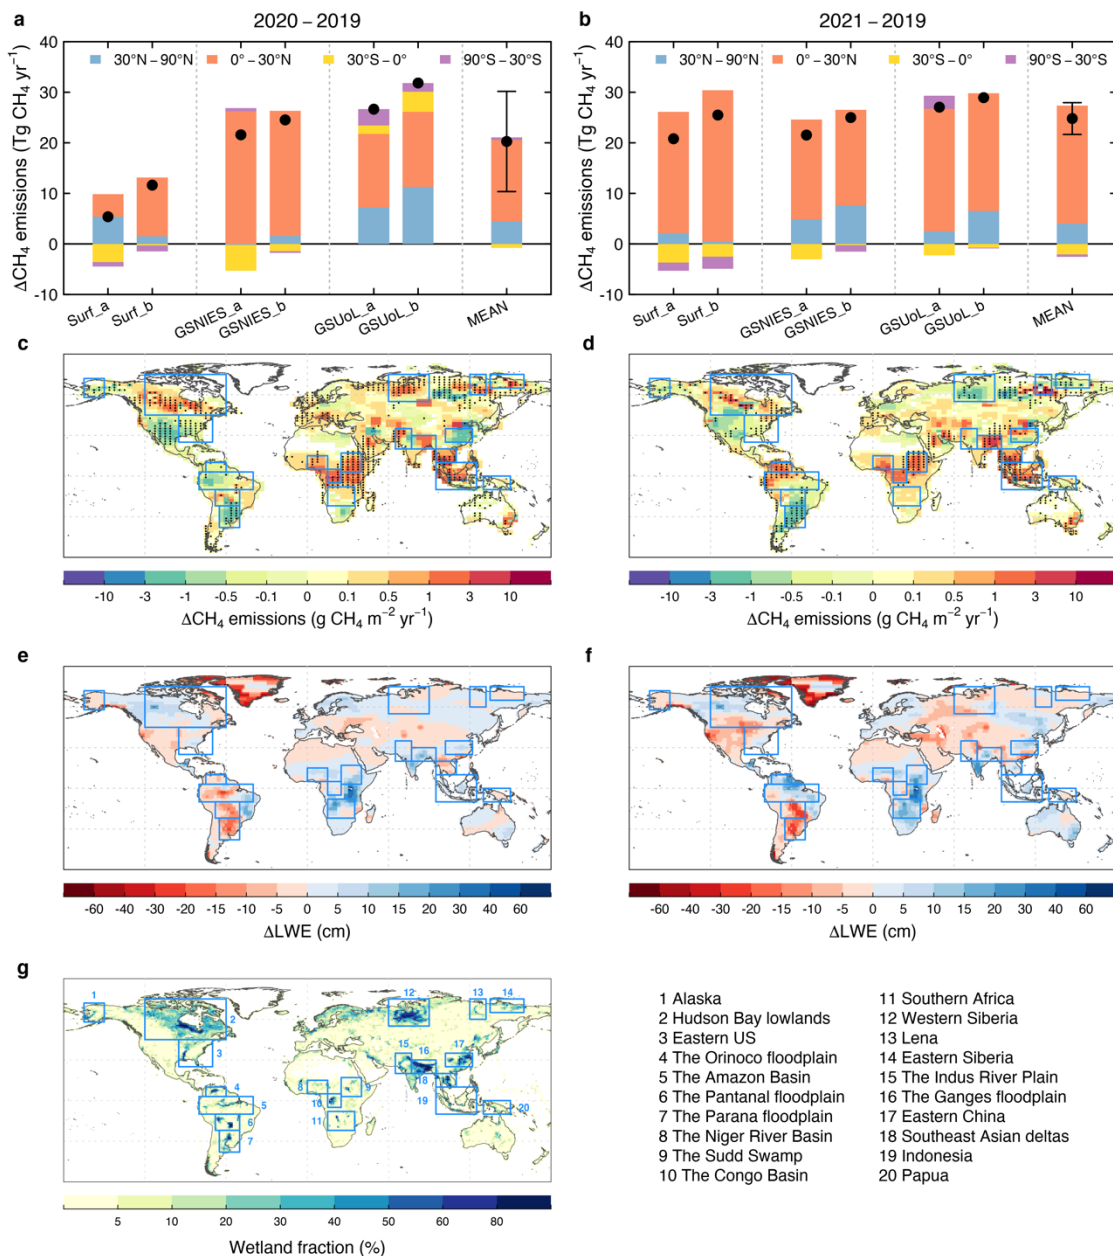 a
2020 – 2019
40
30
20
10
0
-10
ΔCH₄ emissions (Tg CH₄ yr⁻¹)
30°N – 90°N
0° – 30°N
30°S – 0°
90°S – 30°S
Surf_a
Surf_b
GSNIES_a
GSNIES_b
GSUoL_a
GSUoL_b
MEAN
b
2021 – 2019
40
30
20
10
0
-10
ΔCH₄ emissions (Tg CH₄ yr⁻¹)
30°N – 90°N
0° – 30°N
30°S – 0°
90°S – 30°S
Surf_a
Surf_b
GSNIES_a
GSNIES_b
GSUoL_a
GSUoL_b
MEAN
c
-10 -3 -1 -0.5 -0.1 0 0.1 0.5 1 3 10
ΔCH₄ emissions (g CH₄ m⁻² yr⁻¹)
d
-10 -3 -1 -0.5 -0.1 0 0.1 0.5 1 3 10
ΔCH₄ emissions (g CH₄ m⁻² yr⁻¹)
e
-60 -40 -30 -20 -15 -10 -5 0 5 10 15 20 30 40 60
ΔLWE (cm)
f
-60 -40 -30 -20 -15 -10 -5 0 5 10 15 20 30 40 60
ΔLWE (cm)
g
1
2
3
4
5
6
7
8
9
10
11
12
13
14
15
16
17
18
19
20
5 10 20 30 40 60 80
Wetland fraction (%)
1 Alaska
2 Hudson Bay lowlands
3 Eastern US
4 The Orinoco floodplain
5 The Amazon Basin
6 The Pantanal floodplain
7 The Parana floodplain
8 The Niger River Basin
9 The Sudd Swamp
10 The Congo Basin
11 Southern Africa
12 Western Siberia
13 Lena
14 Eastern Siberia
15 The Indus River Plain
16 The Ganges floodplain
17 Eastern China
18 Southeast Asian deltas
19 Indonesia
20 Papua